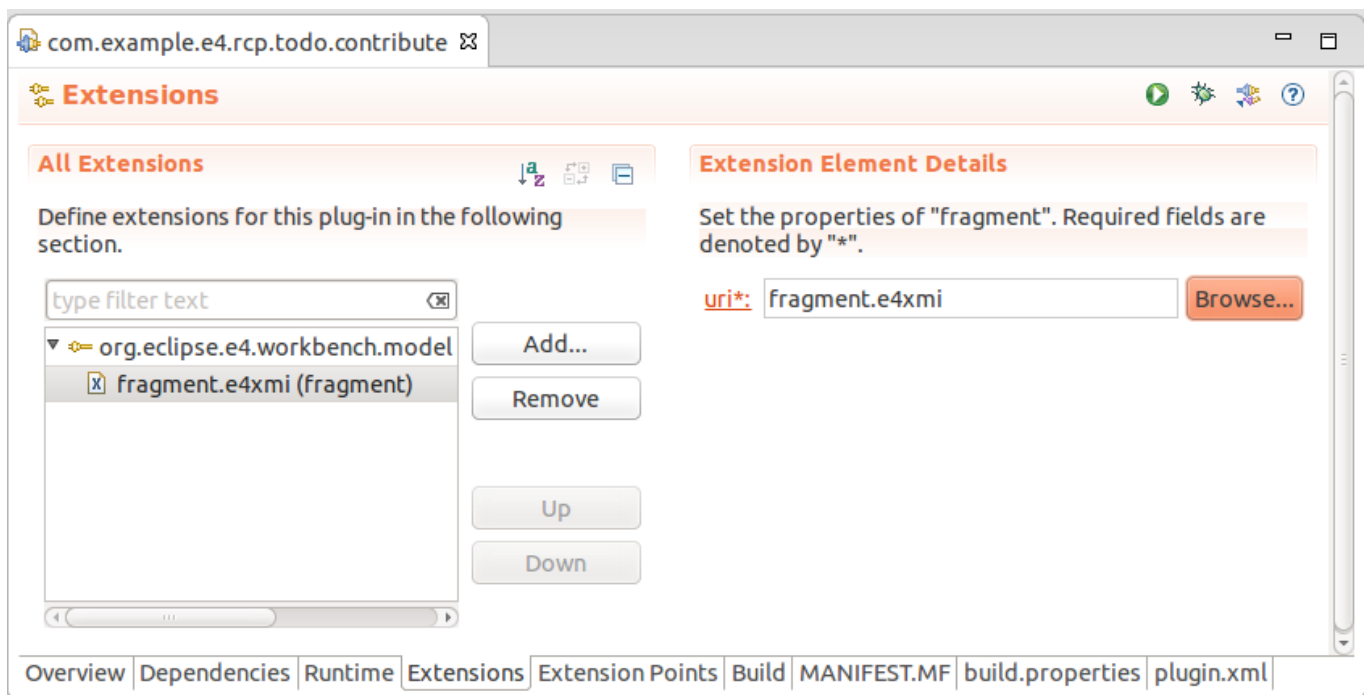 com.example.e4.rcp.todo.contribute
Extensions
All Extensions
Define extensions for this plug-in in the following
section.
type filter text
org.eclipse.e4.workbench.model
fragment.e4xmi (fragment)
Add...
Remove
Up
Down
Extension Element Details
Set the properties of "fragment". Required fields are
denoted by "*".
uri*: fragment.e4xmi Browse...
Overview Dependencies Runtime Extensions Extension Points Build MANIFEST.MF build.properties plugin.xml